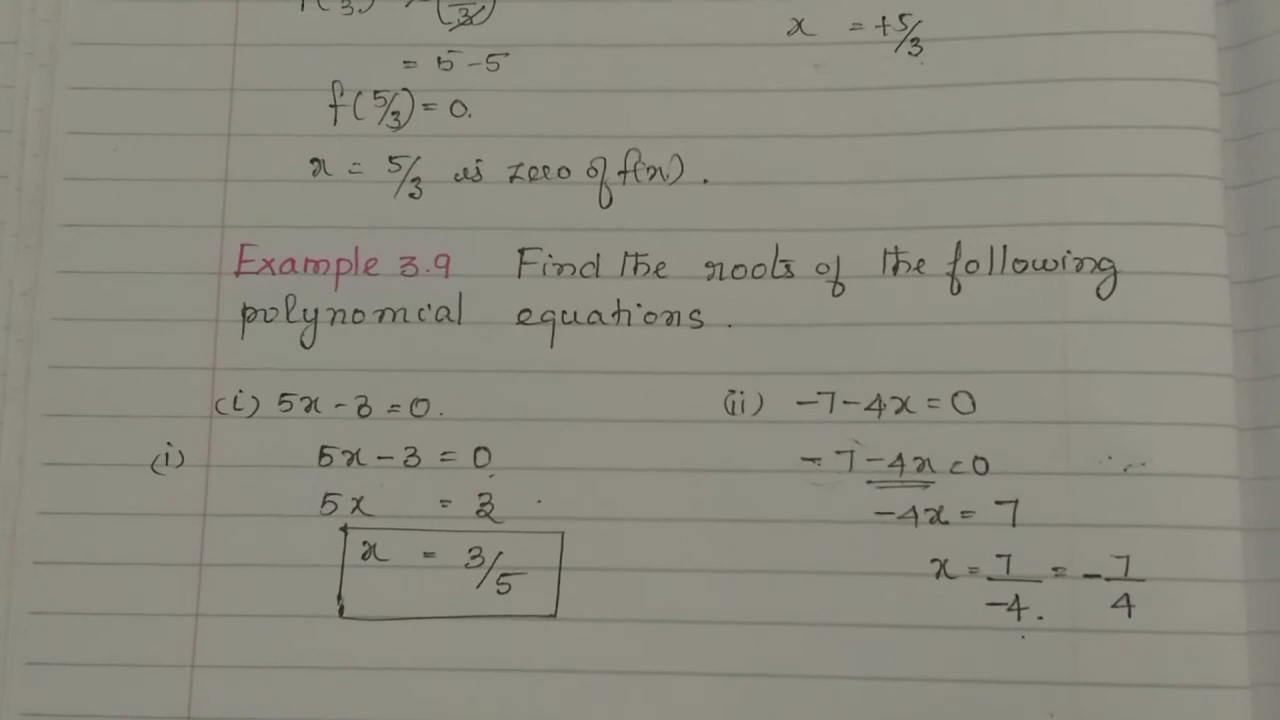 x = +5/3
= 5-5
f(5/3) = 0.
x = 5/3 is zero of f(x).
Example 3.9 Find the roots of the following
polynomial equations.
(i) 5x - 3 = 0. (ii) -7-4x = 0
(i) 5x - 3 = 0 -7-4x = 0
5x = 3 -4x = 7
x = 3/5 x = 7/-4. = -7/4